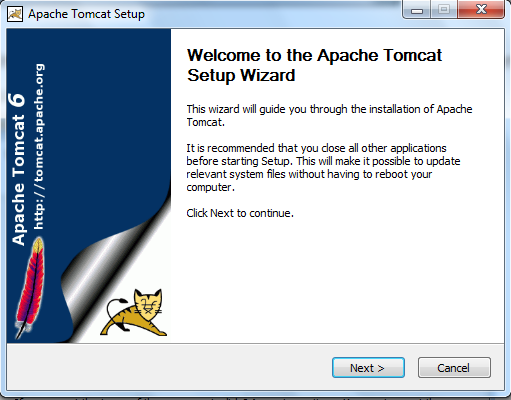 Apache Tomcat Setup
Apache Tomcat 6
http://tomcat.apache.org
Welcome to the Apache Tomcat
Setup Wizard
This wizard will guide you through the installation of Apache
Tomcat.
It is recommended that you close all other applications
before starting Setup. This will make it possible to update
relevant system files without having to reboot your
computer.
Click Next to continue.
Next >
Cancel